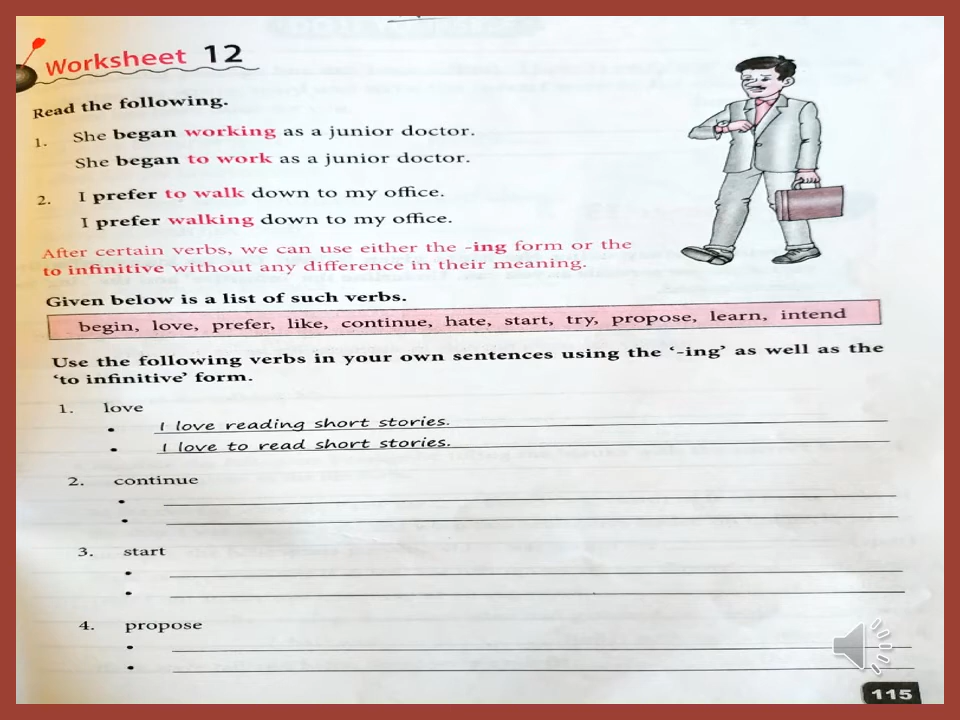 Worksheet 12
Read the following.
1. She began working as a junior doctor.
She began to work as a junior doctor.
2. I prefer to walk down to my office.
I prefer walking down to my office.
After certain verbs, we can use either the -ing form or the
to infinitive without any difference in their meaning.
Given below is a list of such verbs.
begin, love, prefer, like, continue, hate, start, try, propose, learn, intend
Use the following verbs in your own sentences using the ‘-ing’ as well as the
‘to infinitive’ form.
1. love
• I love reading short stories.
• I love to read short stories.
2. continue
•
•
3. start
•
•
4. propose
•
•
115